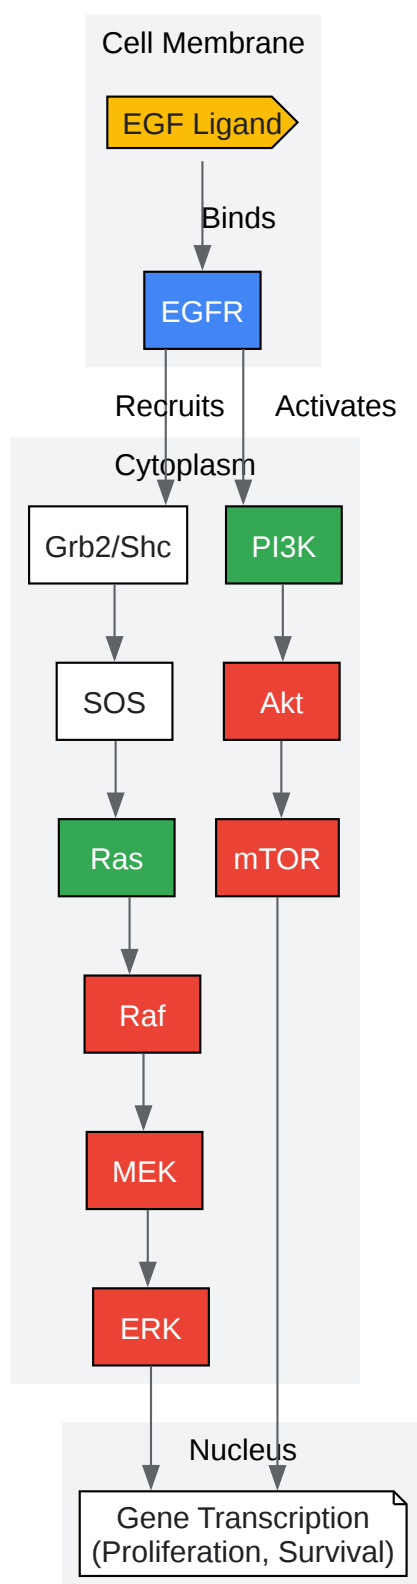 Cell Membrane
EGF Ligand
Binds
EGFR
Recruits
Activates
Cytoplasm
Grb2/Shc
PI3K
SOS
Akt
Ras
mTOR
Raf
MEK
ERK
Nucleus
Gene Transcription
(Proliferation, Survival)